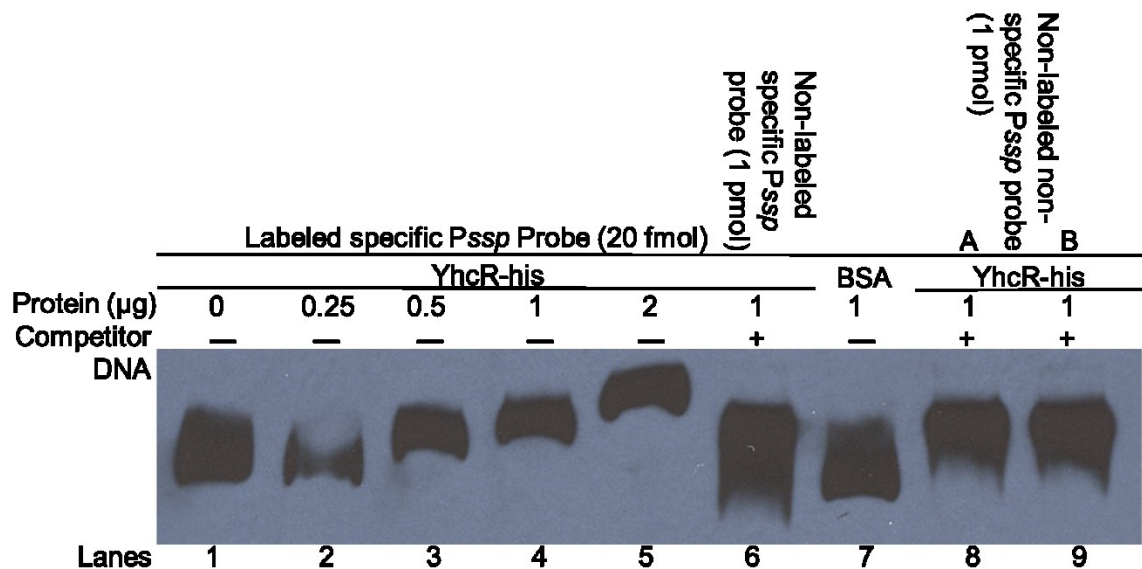 Non-labeled
specific Pssp
probe (1 pmol)
Non-labeled non-
specific Pssp probe
(1 pmol)
Labeled specific Pssp Probe (20 fmol)
A B
YhcR-his BSA YhcR-his
Protein (µg) 0 0.25 0.5 1 2 1 1 1 1
Competitor — — — — — + — + +
DNA
Lanes 1 2 3 4 5 6 7 8 9